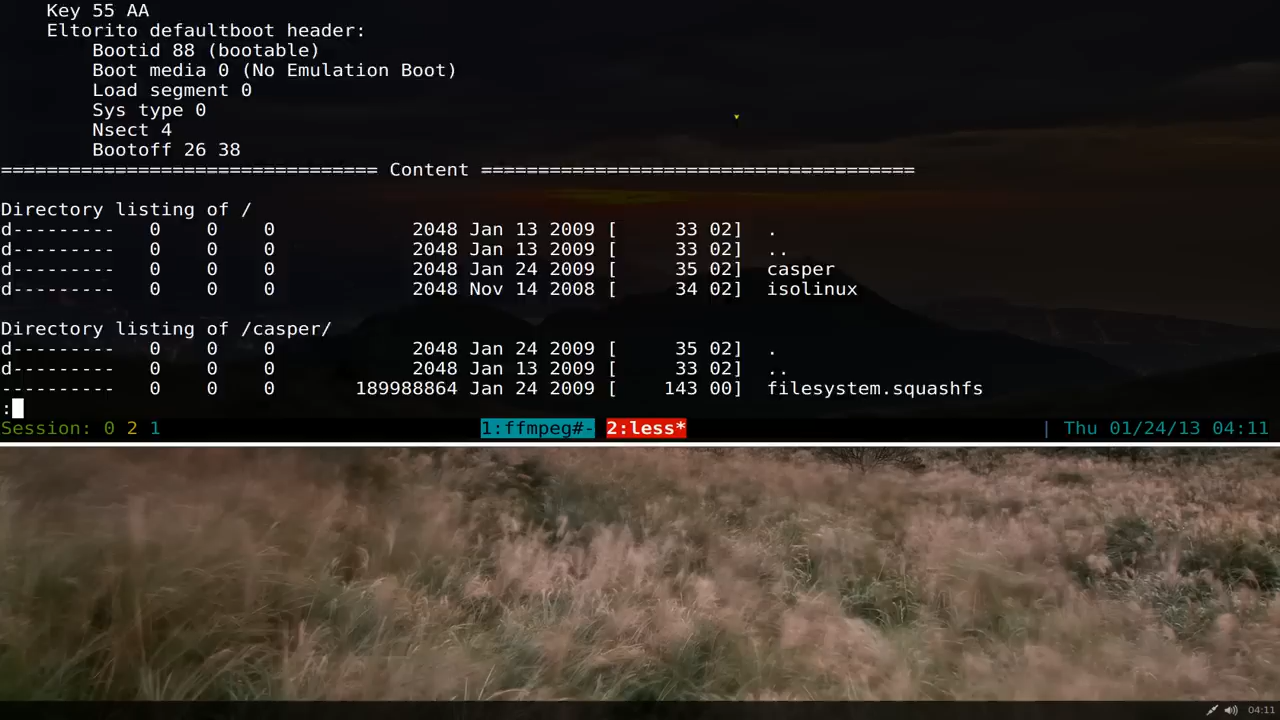 Key 55 AA
Eltorito defaultboot header:
Bootid 88 (bootable)
Boot media 0 (No Emulation Boot)
Load segment 0
Sys type 0
Nsect 4
Bootoff 26 38
================================= Content ======================================
Directory listing of /
d--------- 0 0 0 2048 Jan 13 2009 [ 33 02] .
d--------- 0 0 0 2048 Jan 13 2009 [ 33 02] ..
d--------- 0 0 0 2048 Jan 24 2009 [ 35 02] casper
d--------- 0 0 0 2048 Nov 14 2008 [ 34 02] isolinux
Directory listing of /casper/
d--------- 0 0 0 2048 Jan 24 2009 [ 35 02] .
d--------- 0 0 0 2048 Jan 13 2009 [ 33 02] ..
---------- 0 0 0 189988864 Jan 24 2009 [ 143 00] filesystem.squashfs
:
Session: 0 2 1 1:ffmpeg#- 2:less* | Thu 01/24/13 04:11
04:11